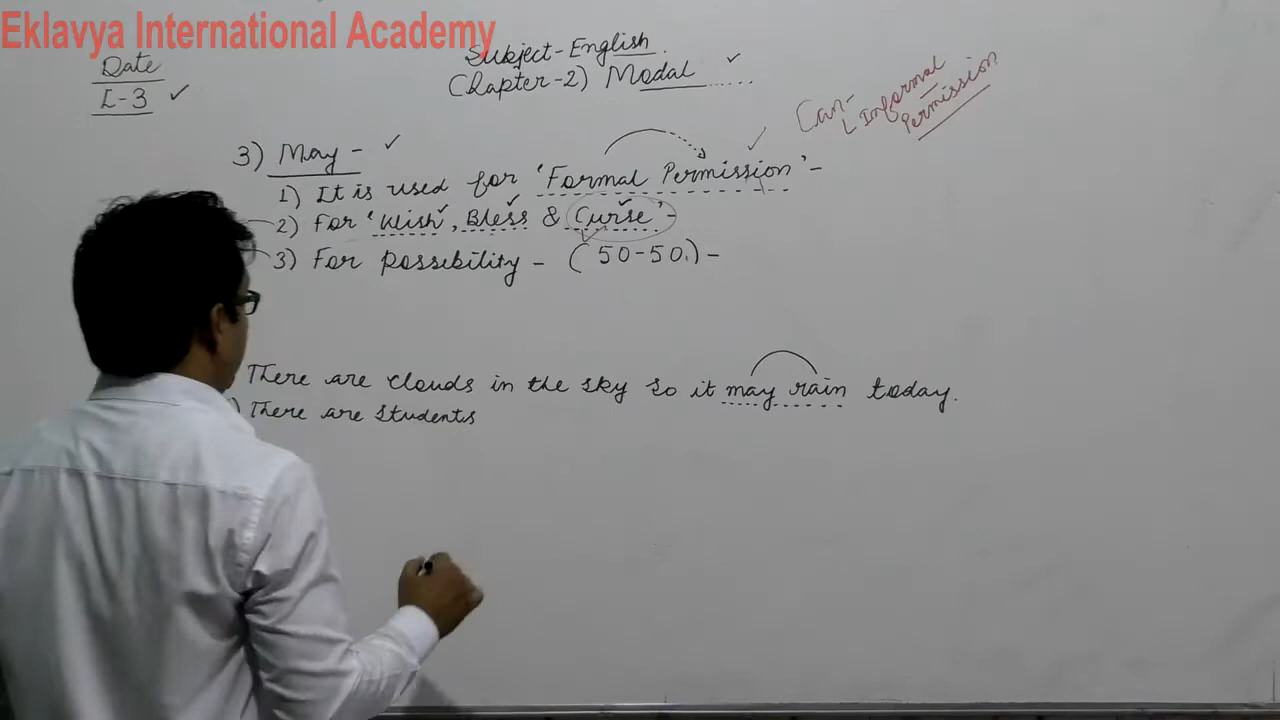 Eklavya International Academy
Subject-English.
Chapter-2) Modal ......
Date
L-3 ✓
Can-
Informal
Permission
3) May - ✓
1) It is used for 'Formal Permission' -
2) For 'Wish, Bless & Curse' -
3) For possibility - (50-50.) -
There are clouds in the sky so it may rain today.
) There are students